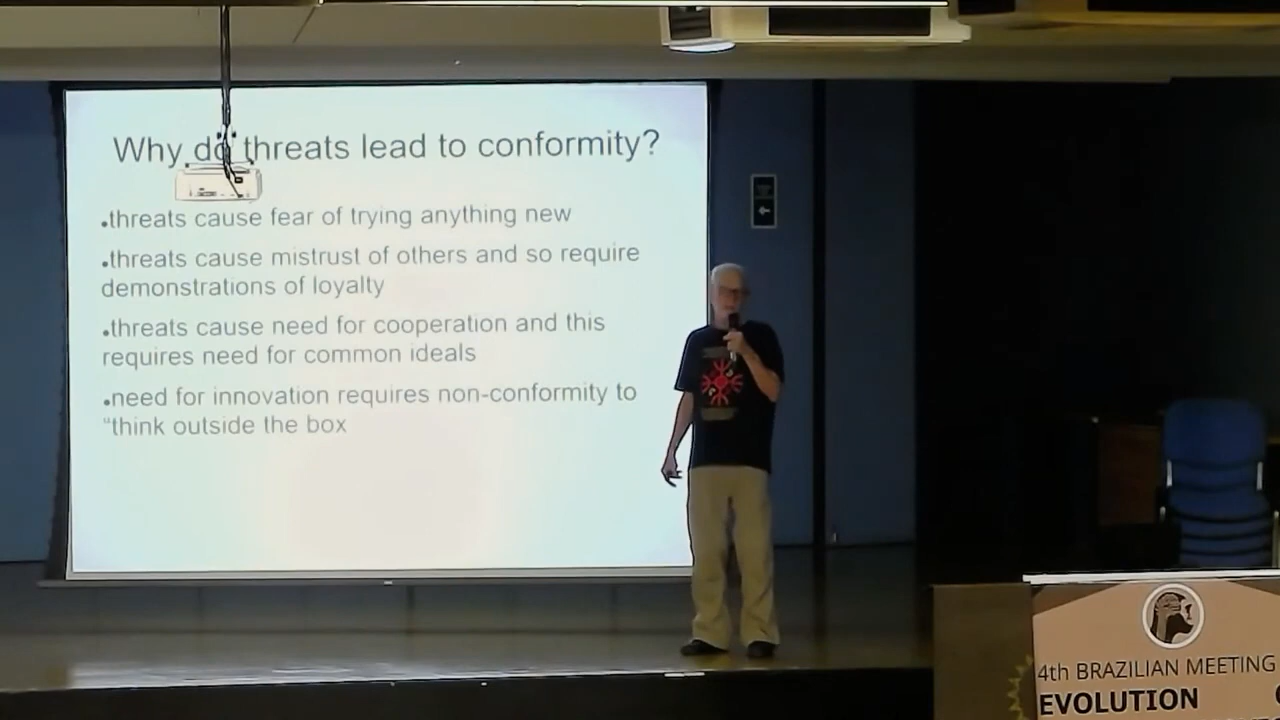 Why do threats lead to conformity?
•threats cause fear of trying anything new
•threats cause mistrust of others and so require
demonstrations of loyalty
•threats cause need for cooperation and this
requires need for common ideals
•need for innovation requires non-conformity to
“think outside the box
4th BRAZILIAN MEETING
EVOLUTION